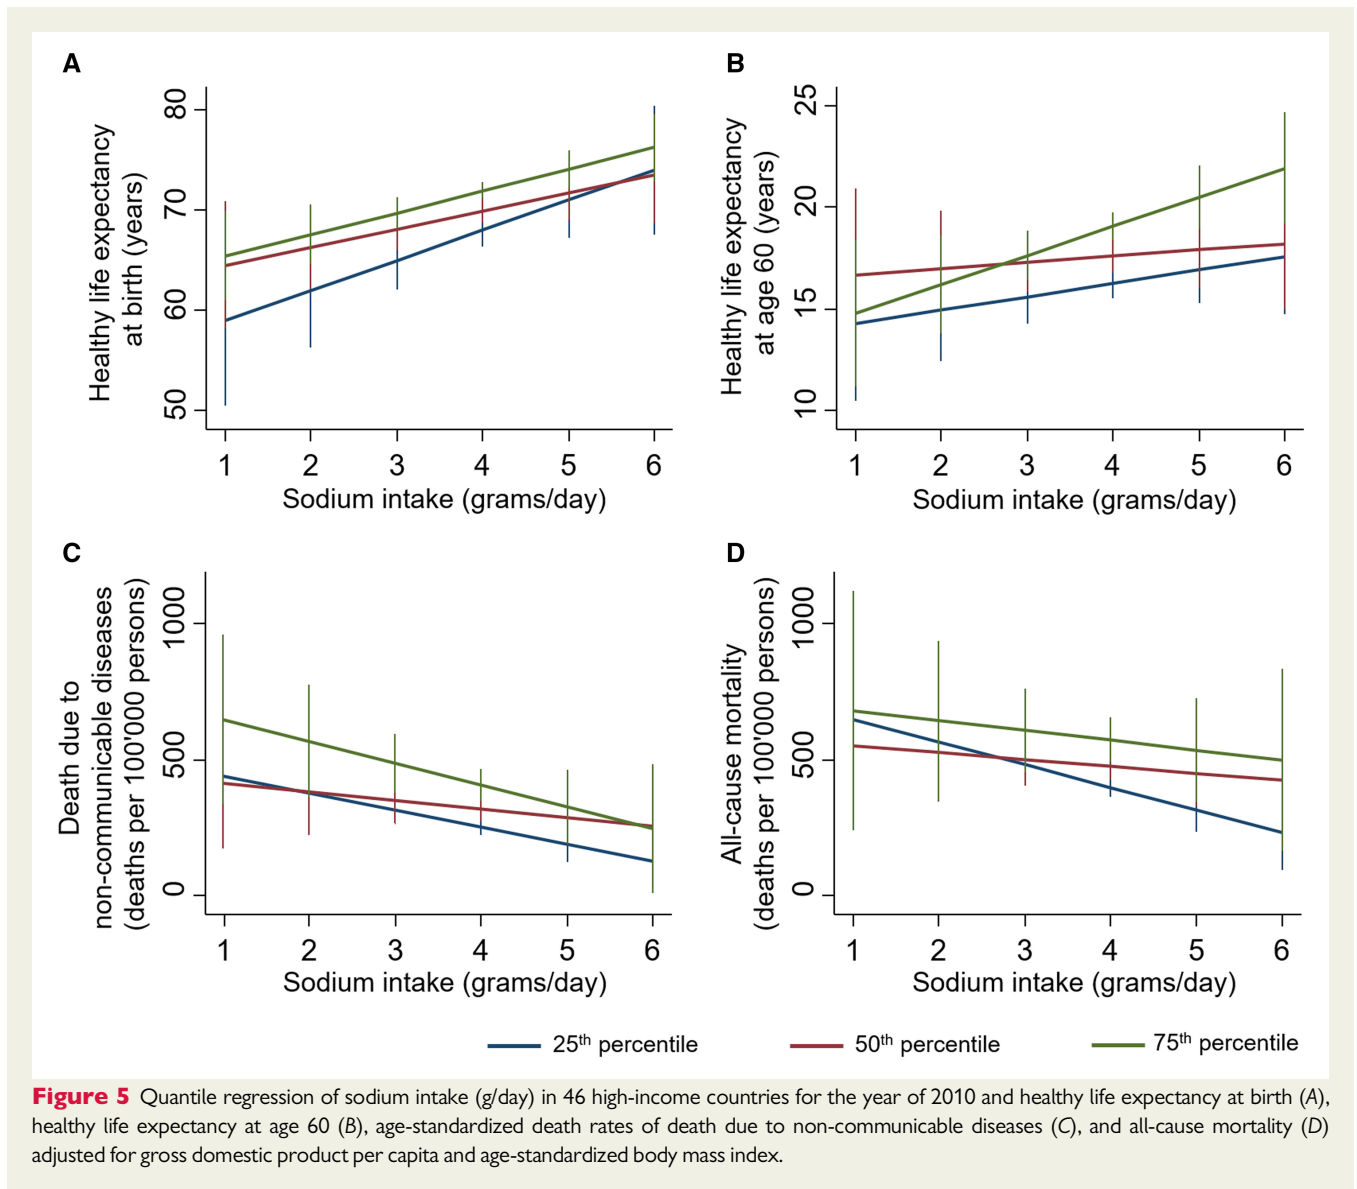 A
Healthy life expectancy
at birth (years)
80
70
60
50
1 2 3 4 5 6
Sodium intake (grams/day)
B
Healthy life expectancy
at age 60 (years)
25
20
15
10
1 2 3 4 5 6
Sodium intake (grams/day)
C
Death due to
non-communicable diseases
(deaths per 100'000 persons)
1000
500
0
1 2 3 4 5 6
Sodium intake (grams/day)
D
All-cause mortality
(deaths per 100'000 persons)
1000
500
0
1 2 3 4 5 6
Sodium intake (grams/day)
25th percentile 50th percentile 75th percentile
Figure 5 Quantile regression of sodium intake (g/day) in 46 high-income countries for the year of 2010 and healthy life expectancy at birth (A),
healthy life expectancy at age 60 (B), age-standardized death rates of death due to non-communicable diseases (C), and all-cause mortality (D)
adjusted for gross domestic product per capita and age-standardized body mass index.